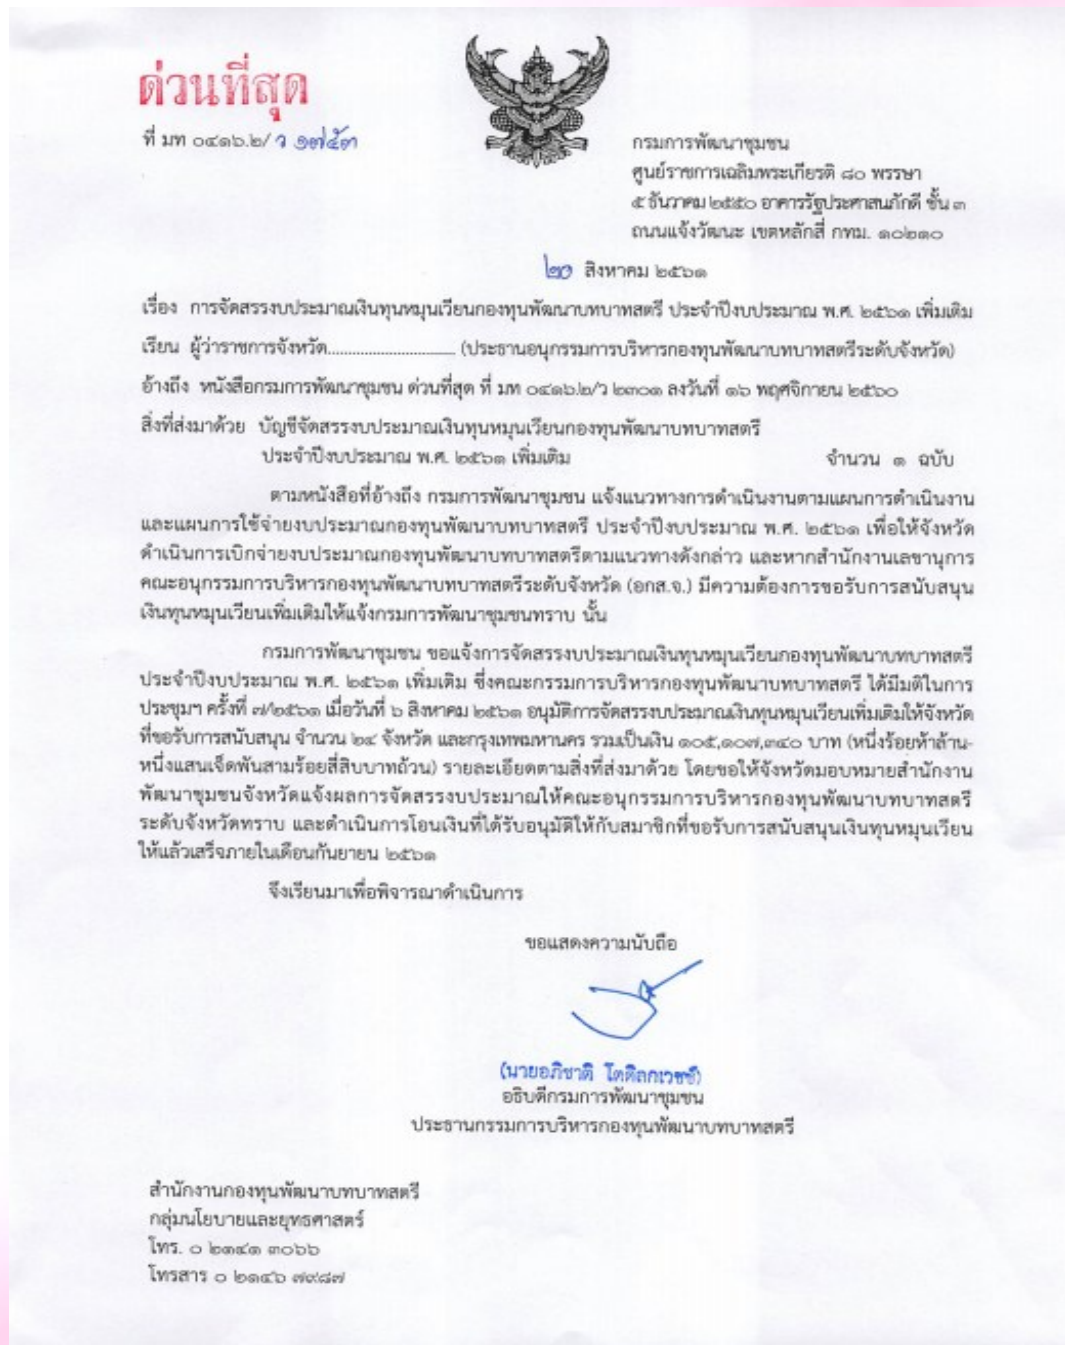 ด่วนที่สุด
ที่ มท ๐๔๑๖.๒/ ว ๑๗๕๓
กรมการพัฒนาชุมชน
ศูนย์ราชการเฉลิมพระเกียรติ ๘๐ พรรษา
๕ ธันวาคม ๒๕๕๐ อาคารรัฐประศาสนภักดี ชั้น ๓
ถนนแจ้งวัฒนะ เขตหลักสี่ กทม. ๑๐๒๑๐
สิงหาคม ๒๕๖๑
เรื่อง การจัดสรรงบประมาณเงินทุนหมุนเวียนกองทุนพัฒนาบทบาทสตรี ประจำปีงบประมาณ พ.ศ. ๒๕๖๑ เพิ่มเติม
เรียน ผู้ว่าราชการจังหวัด................................ (ประธานอนุกรรมการบริหารกองทุนพัฒนาบทบาทสตรีระดับจังหวัด)
อ้างถึง หนังสือกรมการพัฒนาชุมชน ด่วนที่สุด ที่ มท ๐๔๑๖.๒/ว ๒๓๐๑ ลงวันที่ ๑๖ พฤศจิกายน ๒๕๖๐
สิ่งที่ส่งมาด้วย บัญชีจัดสรรงบประมาณเงินทุนหมุนเวียนกองทุนพัฒนาบทบาทสตรี
ประจำปีงบประมาณ พ.ศ. ๒๕๖๑ เพิ่มเติม จำนวน ๑ ฉบับ
ตามหนังสือที่อ้างถึง กรมการพัฒนาชุมชน แจ้งแนวทางการดำเนินงานตามแผนการดำเนินงาน
และแผนการใช้จ่ายงบประมาณกองทุนพัฒนาบทบาทสตรี ประจำปีงบประมาณ พ.ศ. ๒๕๖๑ เพื่อให้จังหวัด
ดำเนินการเบิกจ่ายงบประมาณกองทุนพัฒนาบทบาทสตรีตามแนวทางดังกล่าว และหากสำนักงานเลขานุการ
คณะอนุกรรมการบริหารกองทุนพัฒนาบทบาทสตรีระดับจังหวัด (อกส.จ.) มีความต้องการขอรับการสนับสนุน
เงินทุนหมุนเวียนเพิ่มเติมให้แจ้งกรมการพัฒนาชุมชนทราบ นั้น
กรมการพัฒนาชุมชน ขอแจ้งการจัดสรรงบประมาณเงินทุนหมุนเวียนกองทุนพัฒนาบทบาทสตรี
ประจำปีงบประมาณ พ.ศ. ๒๕๖๑ เพิ่มเติม ซึ่งคณะกรรมการบริหารกองทุนพัฒนาบทบาทสตรี ได้มีมติในการ
ประชุมฯ ครั้งที่ ๗/๒๕๖๑ เมื่อวันที่ ๖ สิงหาคม ๒๕๖๑ อนุมัติการจัดสรรงบประมาณเงินทุนหมุนเวียนเพิ่มเติมให้จังหวัด
ที่ขอรับการสนับสนุน จำนวน ๒๔ จังหวัด และกรุงเทพมหานคร รวมเป็นเงิน ๑๐๕,๑๐๗,๓๔๐ บาท (หนึ่งร้อยห้าล้าน-
หนึ่งแสนเจ็ดพันสามร้อยสี่สิบบาทถ้วน) รายละเอียดตามสิ่งที่ส่งมาด้วย โดยขอให้จังหวัดมอบหมายสำนักงาน
พัฒนาชุมชนจังหวัดแจ้งผลการจัดสรรงบประมาณให้คณะอนุกรรมการบริหารกองทุนพัฒนาบทบาทสตรี
ระดับจังหวัดทราบ และดำเนินการโอนเงินที่ได้รับอนุมัติให้กับสมาชิกที่ขอรับการสนับสนุนเงินทุนหมุนเวียน
ให้แล้วเสร็จภายในเดือนกันยายน ๒๕๖๑
จึงเรียนมาเพื่อพิจารณาดำเนินการ
ขอแสดงความนับถือ
(นายอภิชาติ โตดิลกเวชช์)
อธิบดีกรมการพัฒนาชุมชน
ประธานกรรมการบริหารกองทุนพัฒนาบทบาทสตรี
สำนักงานกองทุนพัฒนาบทบาทสตรี
กลุ่มนโยบายและยุทธศาสตร์
โทร. ๐ ๒๑๔๑ ๓๐๖๖
โทรสาร ๐ ๒๑๔๖ ๗๙๘๗